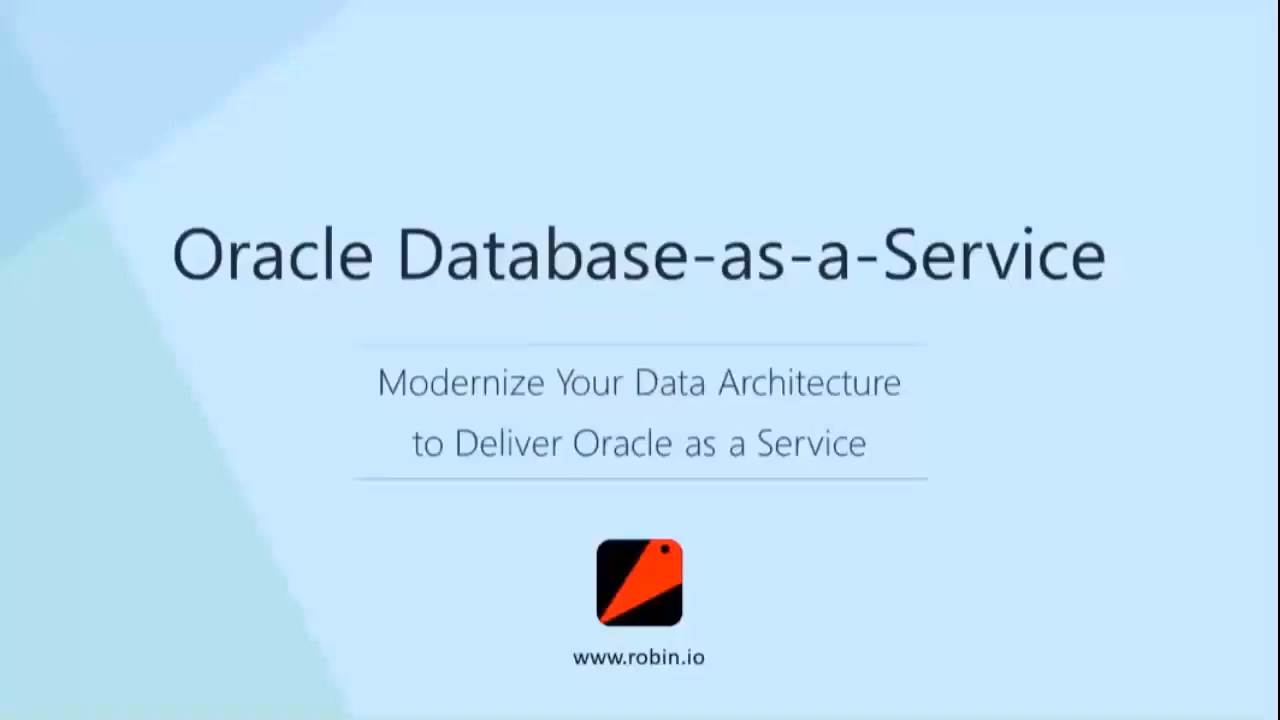 Oracle Database-as-a-Service
Modernize Your Data Architecture
to Deliver Oracle as a Service
www.robin.io